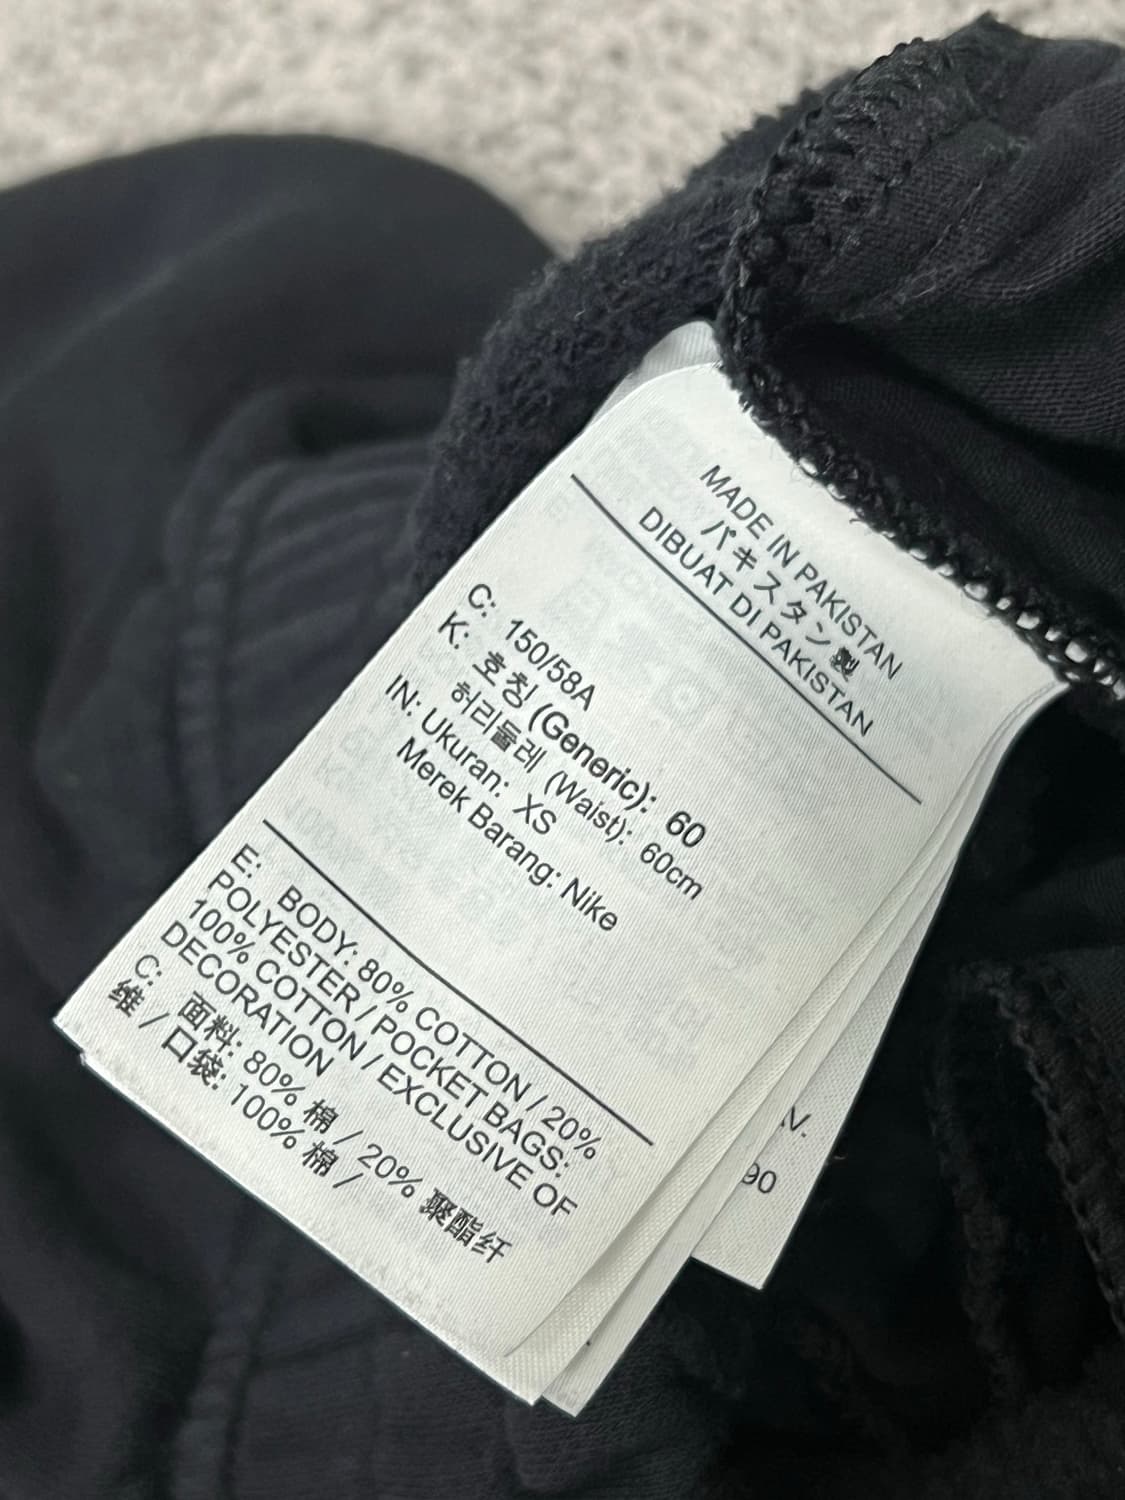 MADE IN PAKISTAN
パキスタン製
DIBUAT DI PAKISTAN
C: 150/58A
K: 호칭 (Generic): 60
허리둘레 (Waist): 60cm
IN: Ukuran: XS
Merek Barang: Nike
E: BODY: 80% COTTON / 20%
POLYESTER / POCKET BAGS:
100% COTTON / EXCLUSIVE OF
DECORATION
C: 面料: 80% 棉 / 20% 聚酯纤
维 / 口袋: 100% 棉 /
90